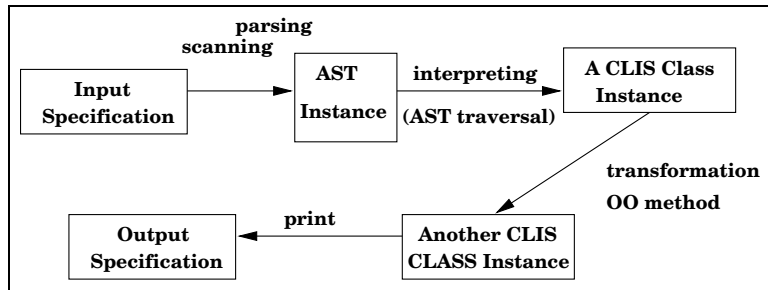 parsing
scanning
Input
Specification
AST
Instance
interpreting
(AST traversal)
A CLIS Class
Instance
transformation
OO method
Another CLIS
CLASS Instance
print
Output
Specification